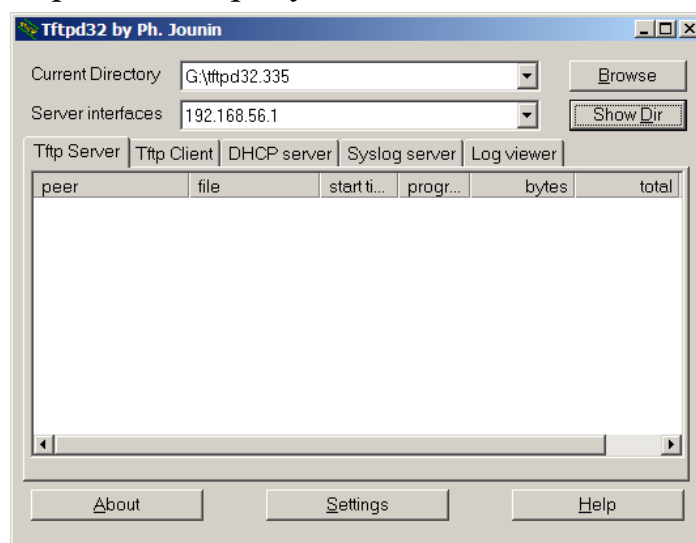 Tftpd32 by Ph. Jounin
Current Directory G:\tftpd32.335 Browse
Server interfaces 192.168.56.1 Show Dir
Tftp Server Tftp Client DHCP server Syslog server Log viewer
peer file start ti... progr... bytes total
About Settings Help